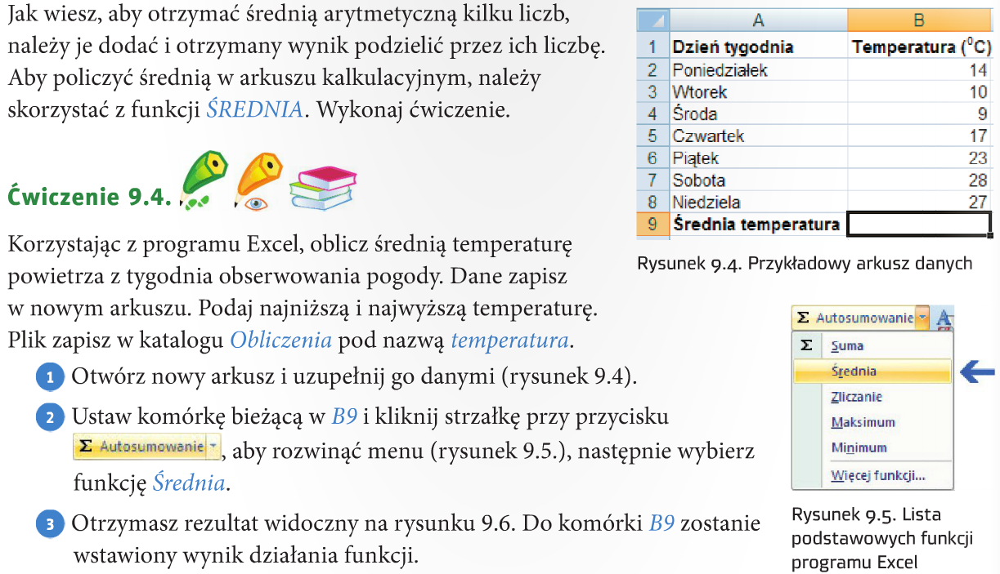 Jak wiesz, aby otrzymać średnią arytmetyczną kilku liczb,
należy je dodać i otrzymany wynik podzielić przez ich liczbę.
Aby policzyć średnią w arkuszu kalkulacyjnym, należy
skorzystać z funkcji ŚREDNIA. Wykonaj ćwiczenie.
Ćwiczenie 9.4.
Korzystając z programu Excel, oblicz średnią temperaturę
powietrza z tygodnia obserwowania pogody. Dane zapisz
w nowym arkuszu. Podaj najniższą i najwyższą temperaturę.
Plik zapisz w katalogu Obliczenia pod nazwą temperatura.
1 Otwórz nowy arkusz i uzupełnij go danymi (rysunek 9.4).
2 Ustaw komórkę bieżącą w B9 i kliknij strzałkę przy przycisku
Σ Autosumowanie, aby rozwinąć menu (rysunek 9.5.), następnie wybierz
funkcję Średnia.
3 Otrzymasz rezultat widoczny na rysunku 9.6. Do komórki B9 zostanie
wstawiony wynik działania funkcji.
A B
1 Dzień tygodnia Temperatura (⁰C)
2 Poniedziałek 14
3 Wtorek 10
4 Środa 9
5 Czwartek 17
6 Piątek 23
7 Sobota 28
8 Niedziela 27
9 Średnia temperatura
Rysunek 9.4. Przykładowy arkusz danych
Σ Autosumowanie A
Σ Suma
Średnia
Zliczanie
Maksimum
Minimum
Więcej funkcji...
Rysunek 9.5. Lista
podstawowych funkcji
programu Excel